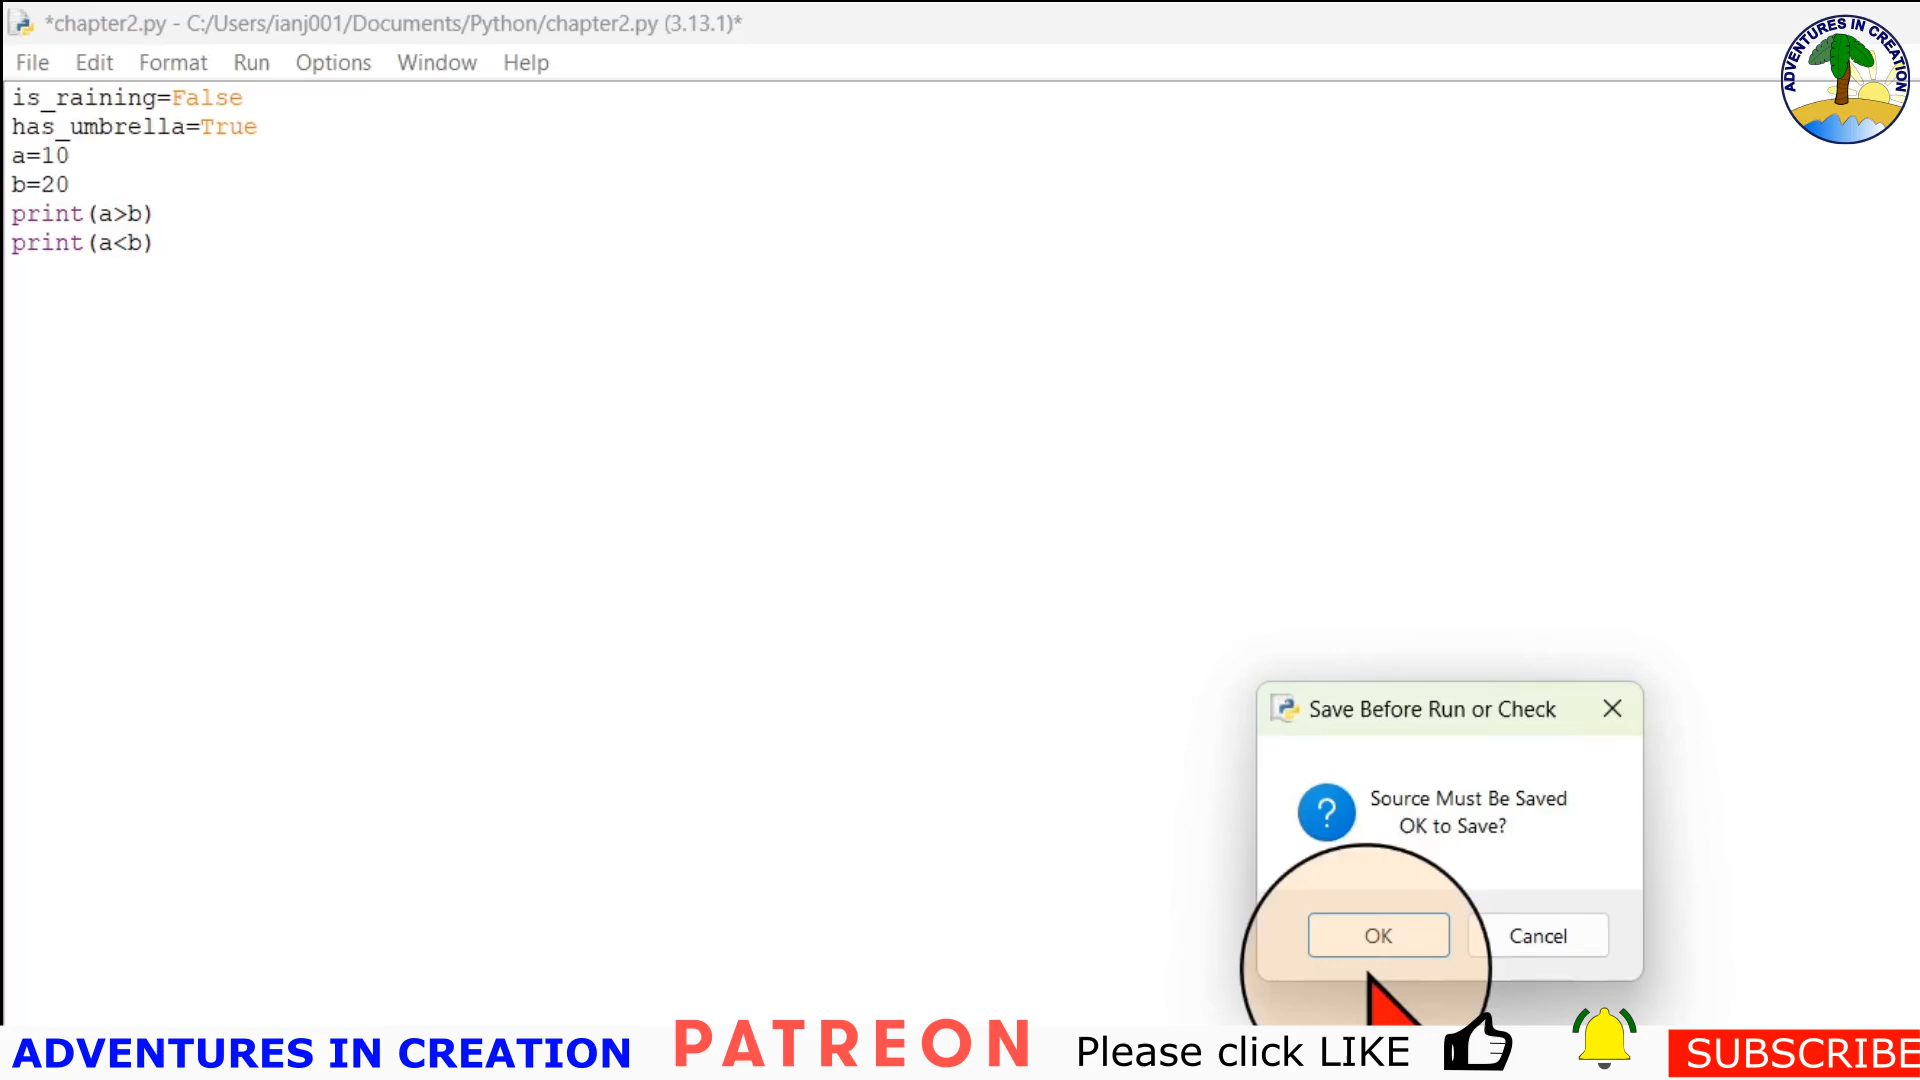 *chapter2.py - C:/Users/ianj001/Documents/Python/chapter2.py (3.13.1)*
File Edit Format Run Options Window Help
is_raining=False
has_umbrella=True
a=10
b=20
print(a>b)
print(a<b)
ADVENTURES IN CREATION
Save Before Run or Check
Source Must Be Saved
OK to Save?
OK Cancel
ADVENTURES IN CREATION PATREON Please click LIKE SUBSCRIBE